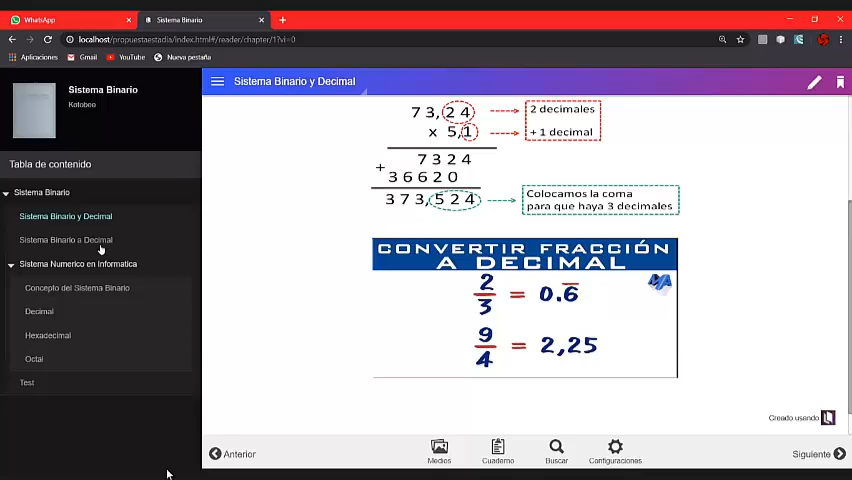 WhatsApp
Sistema Binario
localhost/propuestaestadia/index.html#/reader/chapter/1?vi=0
Aplicaciones
Gmail
YouTube
Nueva pestaña
Sistema Binario
Kotobee
Tabla de contenido
Sistema Binario
Sistema Binario y Decimal
Sistema Binario a Decimal
Sistema Numerico en Informatica
Concepto del Sistema Binario
Decimal
Hexadecimal
Octal
Test
Sistema Binario y Decimal
73,24
2 decimales
x 5,1
+ 1 decimal
7324
+
36620
373,524
Colocamos la coma
para que haya 3 decimales
CONVERTIR FRACCIÓN
A DECIMAL
2/3 = 0.6̅
9/4 = 2,25
Creado usando
Anterior
Medios
Cuaderno
Buscar
Configuraciones
Siguiente